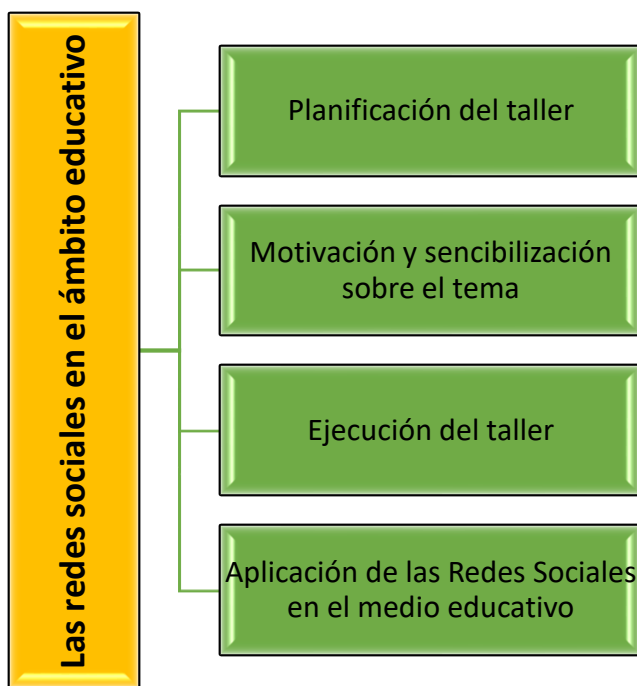 Las redes sociales en el ámbito educativo
Planificación del taller
Motivación y sencibilización
sobre el tema
Ejecución del taller
Aplicación de las Redes Sociales
en el medio educativo